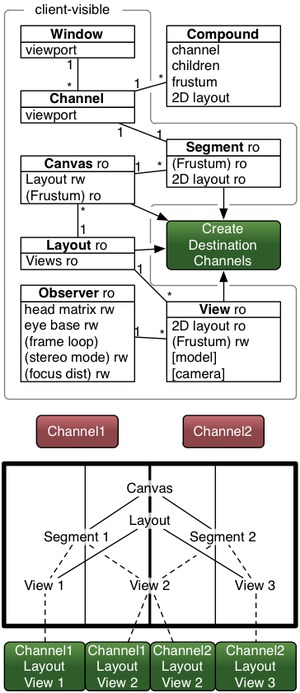 client-visible
Window
viewport
1
*
Channel
viewport
1
*
1
1
Compound
channel
children
frustum
2D layout
Segment ro
(Frustum) ro
2D layout ro
Canvas ro
Layout rw
(Frustum) ro
1
*
*
1
Create
Destination
Channels
Layout ro
Views ro
1
*
Observer ro
head matrix rw
eye base rw
(frame loop)
(stereo mode) rw
(focus dist) rw
1
*
View ro
2D layout ro
(Frustum) rw
[model]
[camera]
Channel1
Channel2
Canvas
Layout
Segment 1
Segment 2
View 1
View 2
View 3
Channel1
Layout
View 1
Channel1
Layout
View 2
Channel2
Layout
View 2
Channel2
Layout
View 3